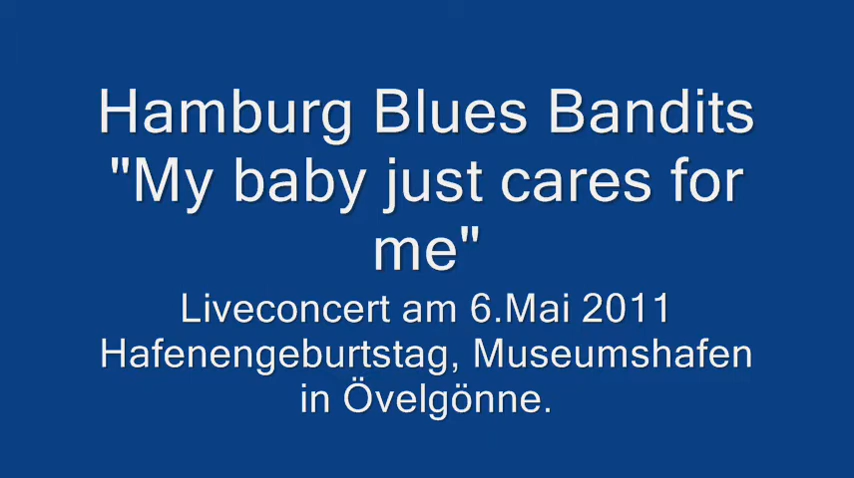 Hamburg Blues Bandits
"My baby just cares for
me"
Liveconcert am 6.Mai 2011
Hafenengeburtstag, Museumshafen
in Övelgönne.